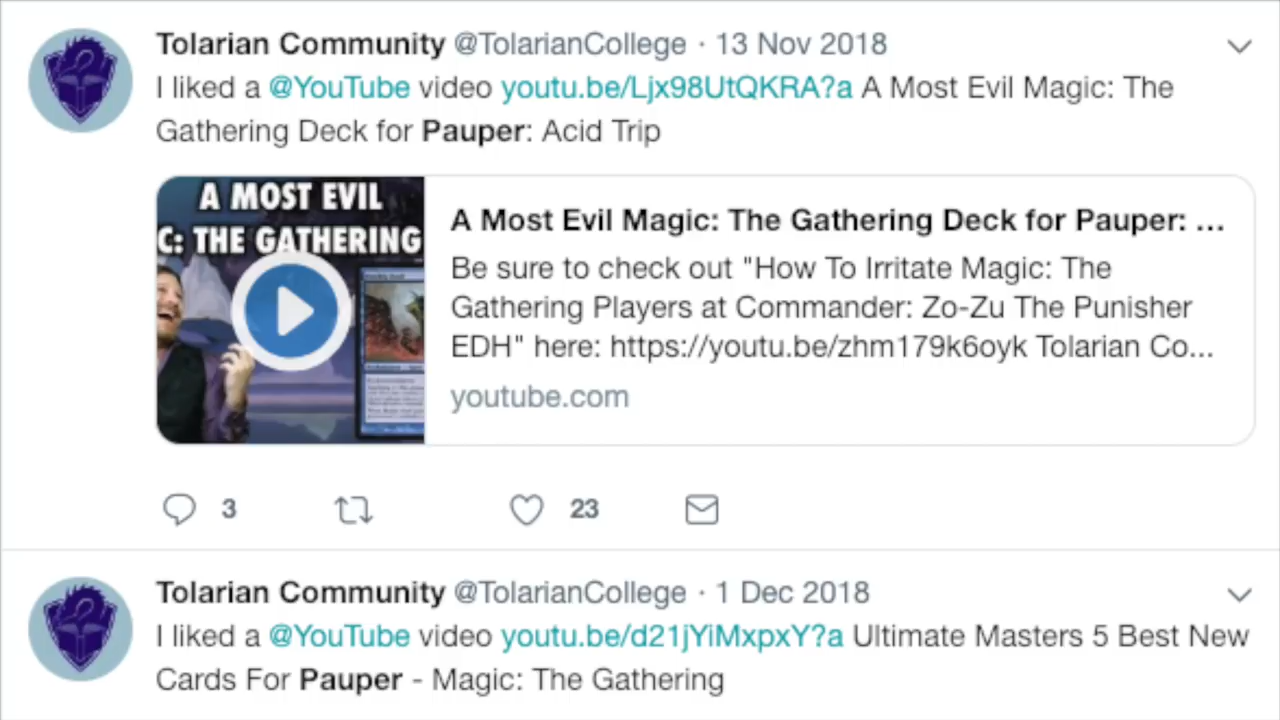 Tolarian Community @TolarianCollege · 13 Nov 2018
I liked a @YouTube video youtu.be/Ljx98UtQKRA?a A Most Evil Magic: The
Gathering Deck for Pauper: Acid Trip
A MOST EVIL
C: THE GATHERING
A Most Evil Magic: The Gathering Deck for Pauper: ...
Be sure to check out "How To Irritate Magic: The
Gathering Players at Commander: Zo-Zu The Punisher
EDH" here: https://youtu.be/zhm179k6oyk Tolarian Co...
youtube.com
3
23
Tolarian Community @TolarianCollege · 1 Dec 2018
I liked a @YouTube video youtu.be/d21jYiMxpxY?a Ultimate Masters 5 Best New
Cards For Pauper - Magic: The Gathering